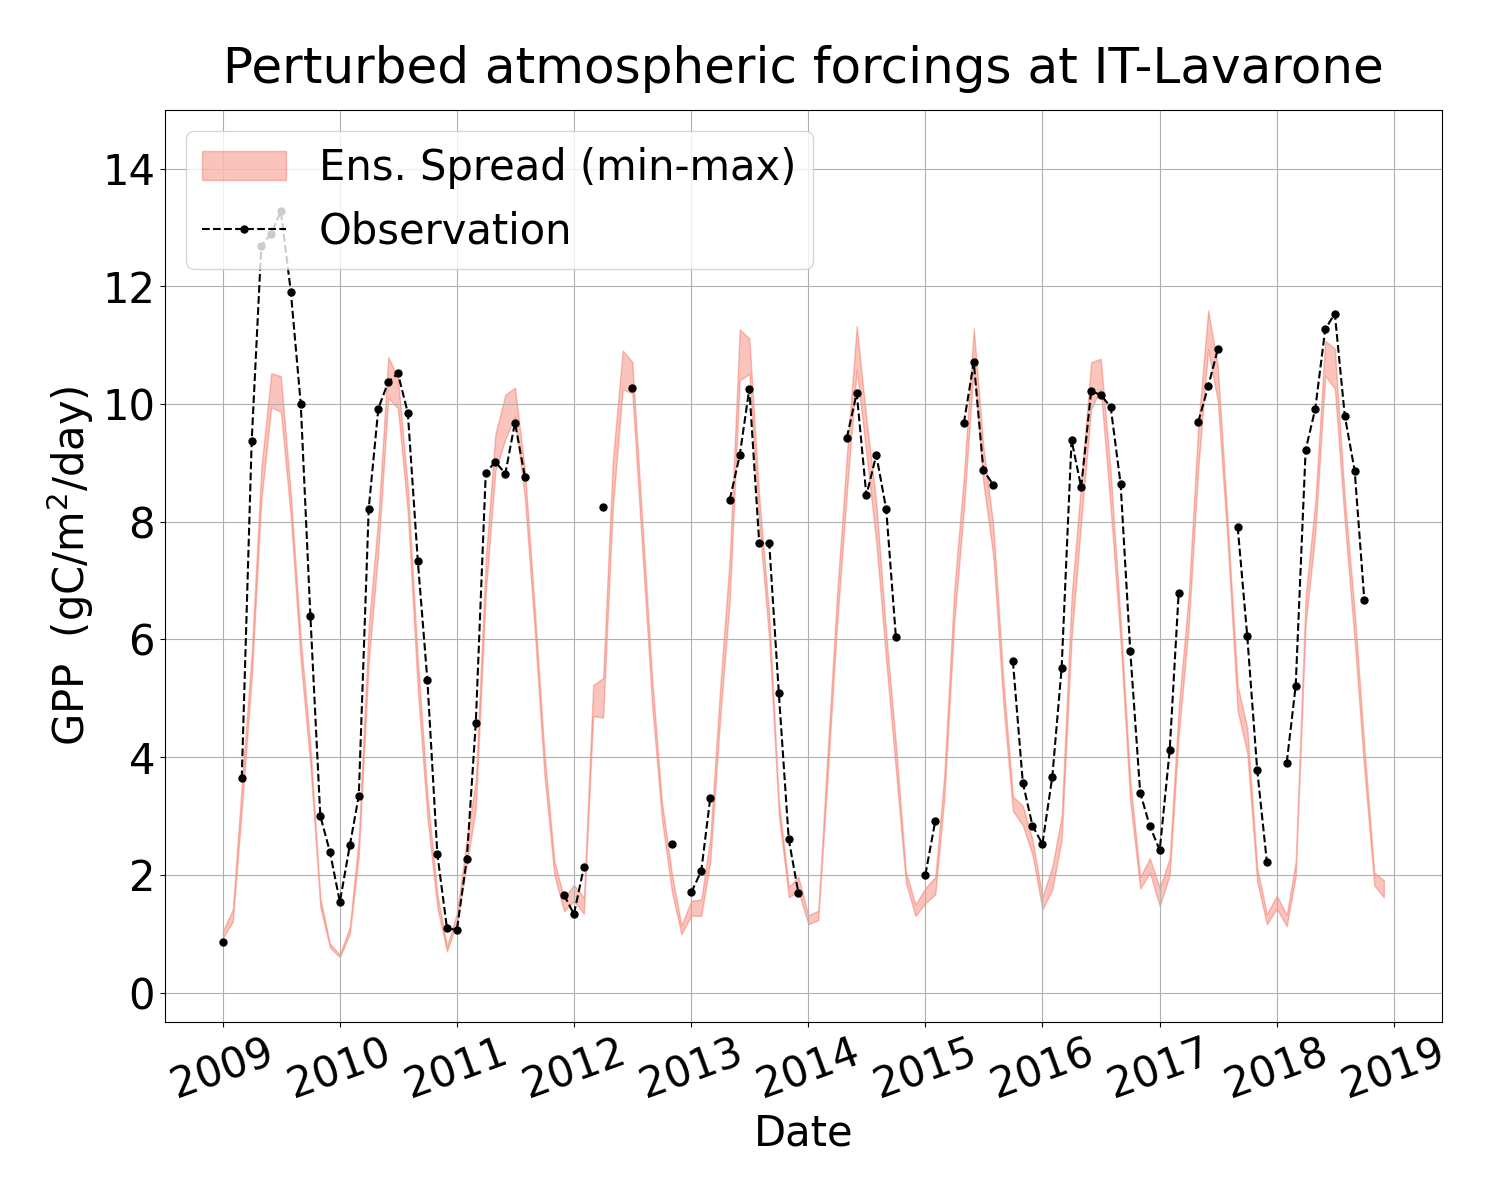 Perturbed atmospheric forcings at IT-Lavarone
Ens. Spread (min-max)
Observation
14
12
10
8
6
4
2
0
GPP (gC/m²/day)
2009 2010 2011 2012 2013 2014 2015 2016 2017 2018 2019
Date